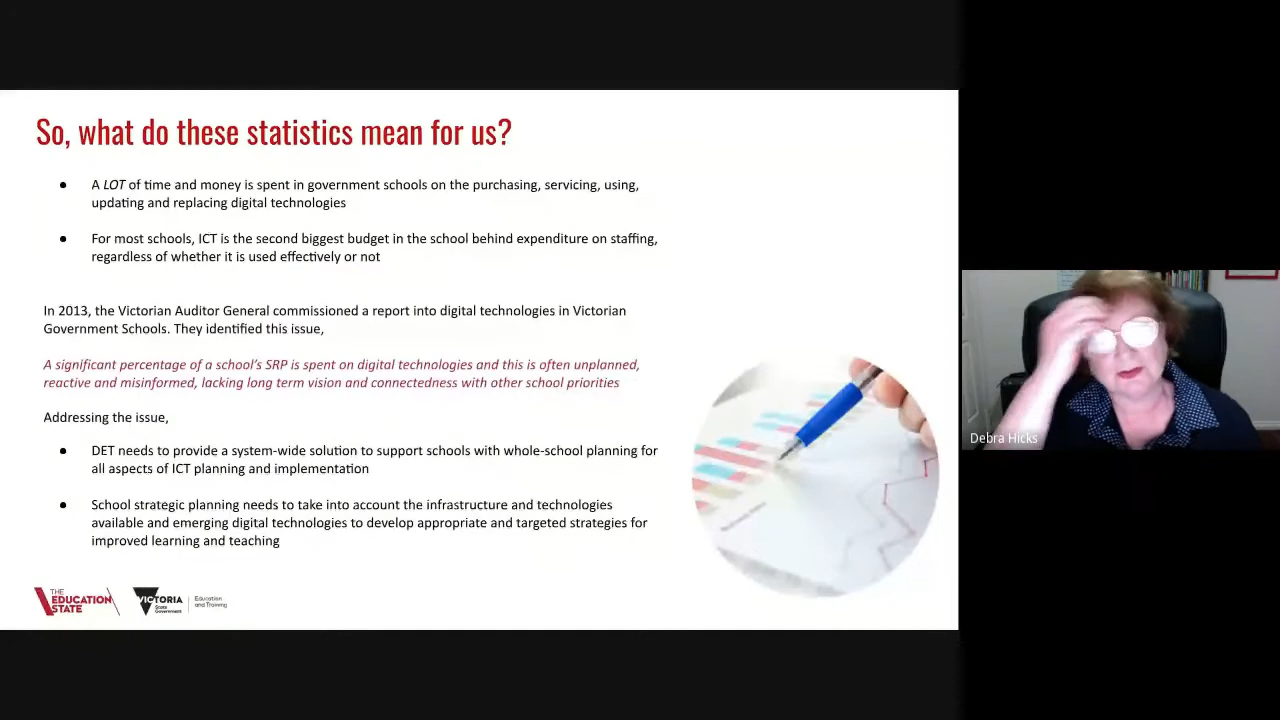 So, what do these statistics mean for us?
● A LOT of time and money is spent in government schools on the purchasing, servicing, using,
updating and replacing digital technologies
● For most schools, ICT is the second biggest budget in the school behind expenditure on staffing,
regardless of whether it is used effectively or not
In 2013, the Victorian Auditor General commissioned a report into digital technologies in Victorian
Government Schools. They identified this issue,
A significant percentage of a school's SRP is spent on digital technologies and this is often unplanned,
reactive and misinformed, lacking long term vision and connectedness with other school priorities
Addressing the issue,
● DET needs to provide a system-wide solution to support schools with whole-school planning for
all aspects of ICT planning and implementation
● School strategic planning needs to take into account the infrastructure and technologies
available and emerging digital technologies to develop appropriate and targeted strategies for
improved learning and teaching
THE
EDUCATION
STATE
VICTORIA
State
Government
Education
and Training
Debra Hicks